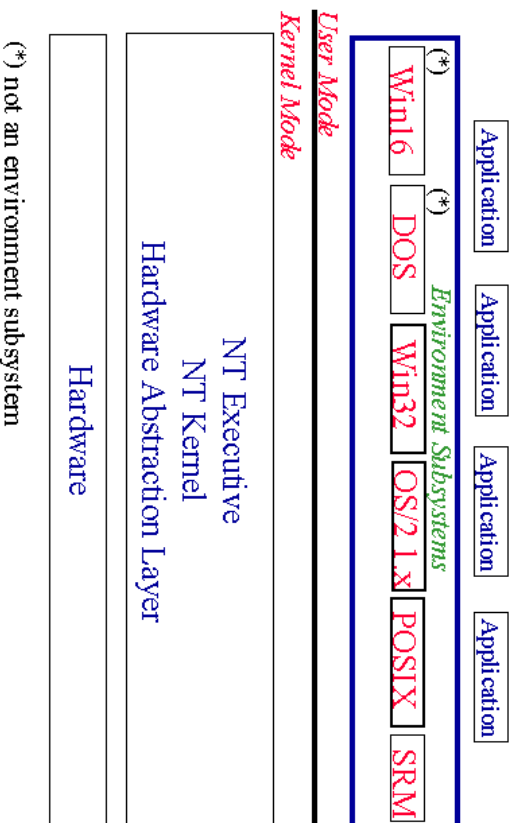 Application Application Application Application
Environment Subsystems
(*) (*)
Win16 DOS Win32 OS/2 1.x POSIX SRM
User Mode
Kernel Mode
NT Executive
NT Kernel
Hardware Abstraction Layer
Hardware
(*) not an environment subsystem